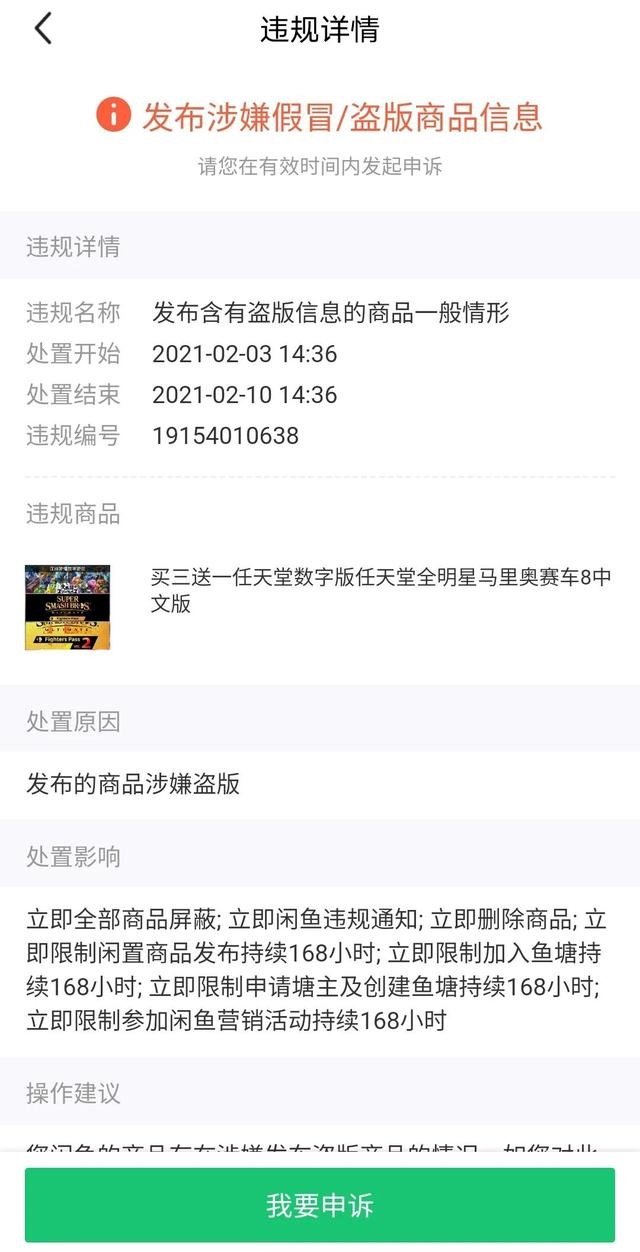 违规详情
发布涉嫌假冒/盗版商品信息
请您在有效时间内发起申诉
违规详情
违规名称 发布含有盗版信息的商品一般情形
处置开始 2021-02-03 14:36
处置结束 2021-02-10 14:36
违规编号 19154010638
违规商品
买三送一任天堂数字版任天堂全明星马里奥赛车8中
文版
SUPER
SMASH BROS.
ULTIMATE
Fighters Pass
2
处置原因
发布的商品涉嫌盗版
处置影响
立即全部商品屏蔽; 立即闲鱼违规通知; 立即删除商品; 立
即限制闲置商品发布持续168小时; 立即限制加入鱼塘持
续168小时; 立即限制申请塘主及创建鱼塘持续168小时;
立即限制参加闲鱼营销活动持续168小时
操作建议
我要申诉